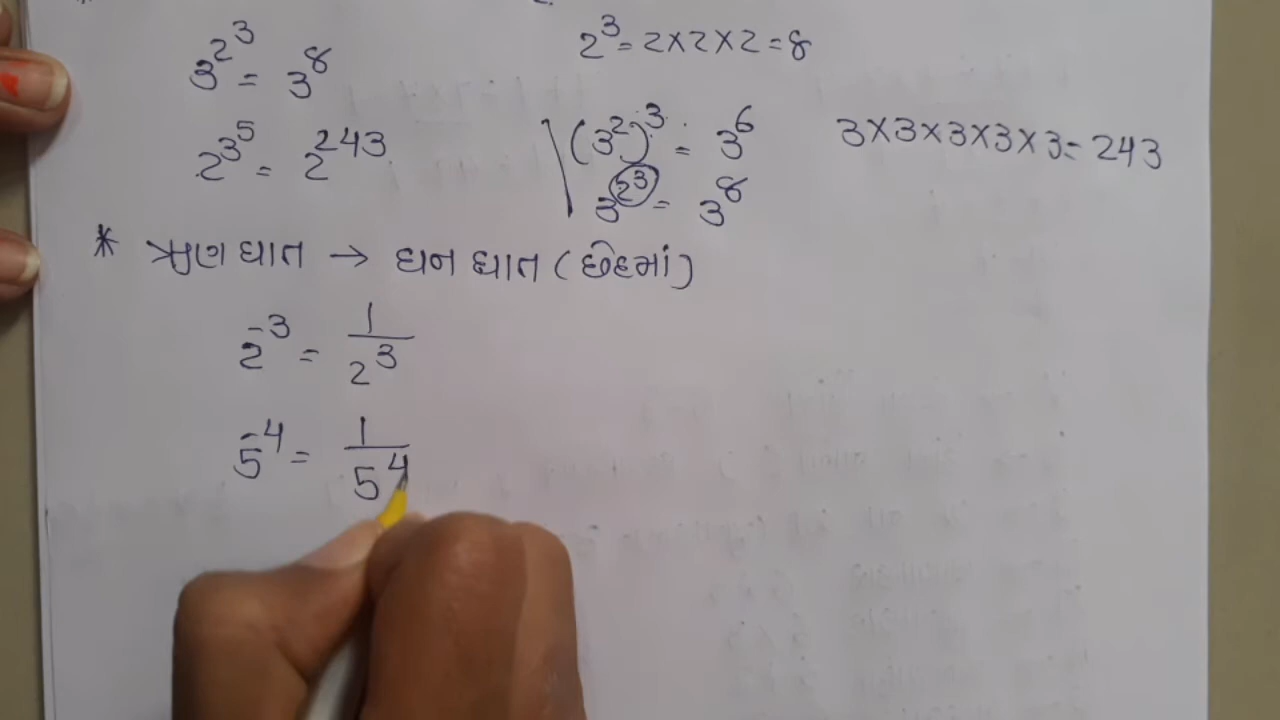 3^2^3 = 3^8
2^3 = 2×2×2 = 8
2^3^5 = 2^243
(3^2)^3 = 3^6
3×3×3×3×3 = 243
3^2^3 = 3^8
* ઋણ ઘાત → ઘન ઘાત (છેદમાં)
2^-3 = 1/2^3
5^-4 = 1/5^4